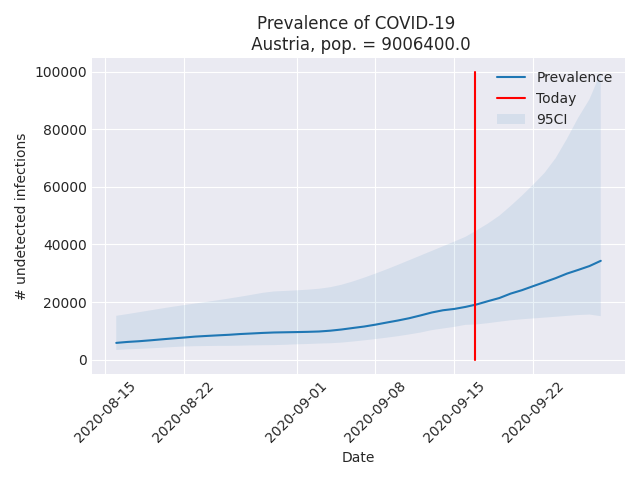 Prevalence of COVID-19
Austria, pop. = 9006400.0
100000
80000
60000
40000
20000
0
# undetected infections
Prevalence
Today
95CI
2020-08-15
2020-08-22
2020-09-01
2020-09-08
2020-09-15
2020-09-22
Date